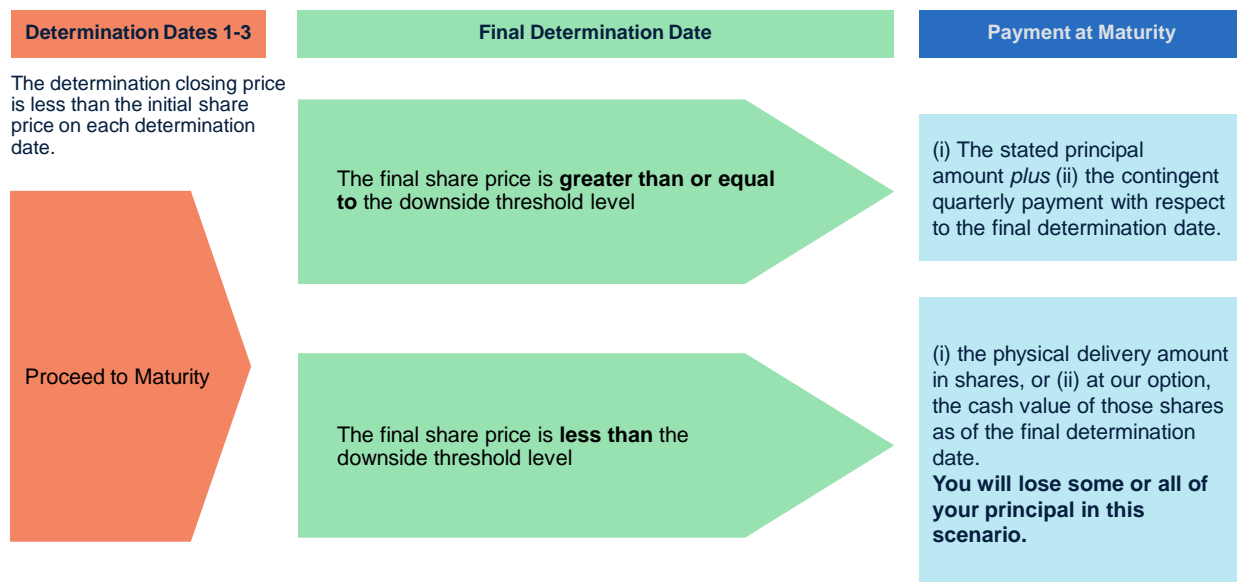 Determination Dates 1-3
Final Determination Date
Payment at Maturity
The determination closing price
is less than the initial share
price on each determination
date.
Proceed to Maturity
The final share price is greater than or equal
to the downside threshold level
(i) The stated principal
amount plus (ii) the contingent
quarterly payment with respect
to the final determination date.
The final share price is less than the
downside threshold level
(i) the physical delivery amount
in shares, or (ii) at our option,
the cash value of those shares
as of the final determination
date.
You will lose some or all of
your principal in this
scenario.